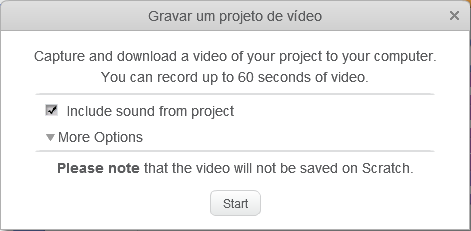 Gravar um projeto de vídeo
Capture and download a video of your project to your computer.
You can record up to 60 seconds of video.
Include sound from project
More Options
Please note that the video will not be saved on Scratch.
Start